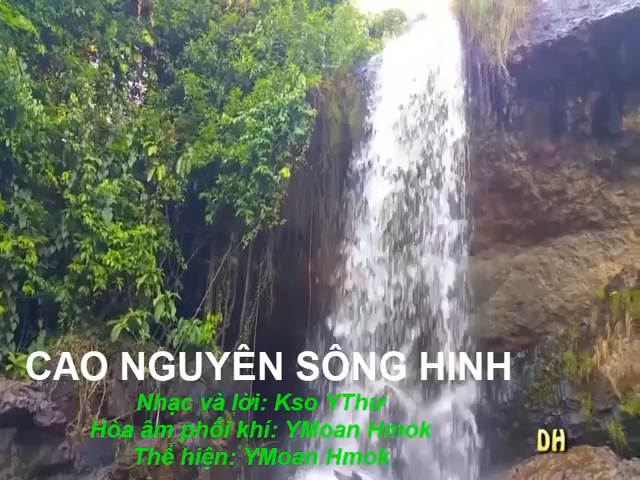 CAO NGUYÊN SÔNG HINH
Nhạc và lời: Kso YThư
Hòa âm phối khí: YMoan Hmok
Thể hiện: YMoan Hmok
DH